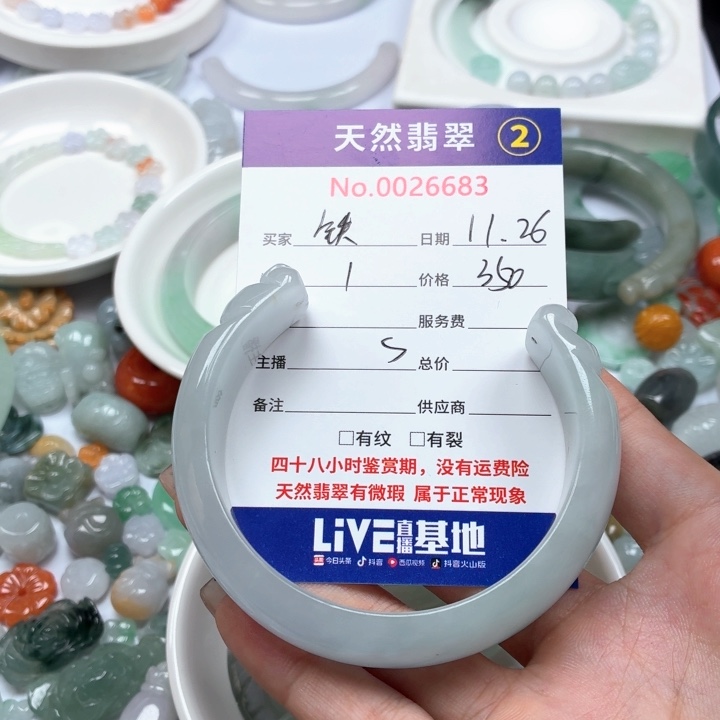 天然翡翠 2
No.0026683
买家 铁 日期 11.26
1 价格 350
服务费
主播 S 总价
备注 供应商
□有纹 □有裂
四十八小时鉴赏期，没有运费险
天然翡翠有微瑕 属于正常现象
LiVE直播基地
今日头条 抖音 西瓜视频 抖音火山版